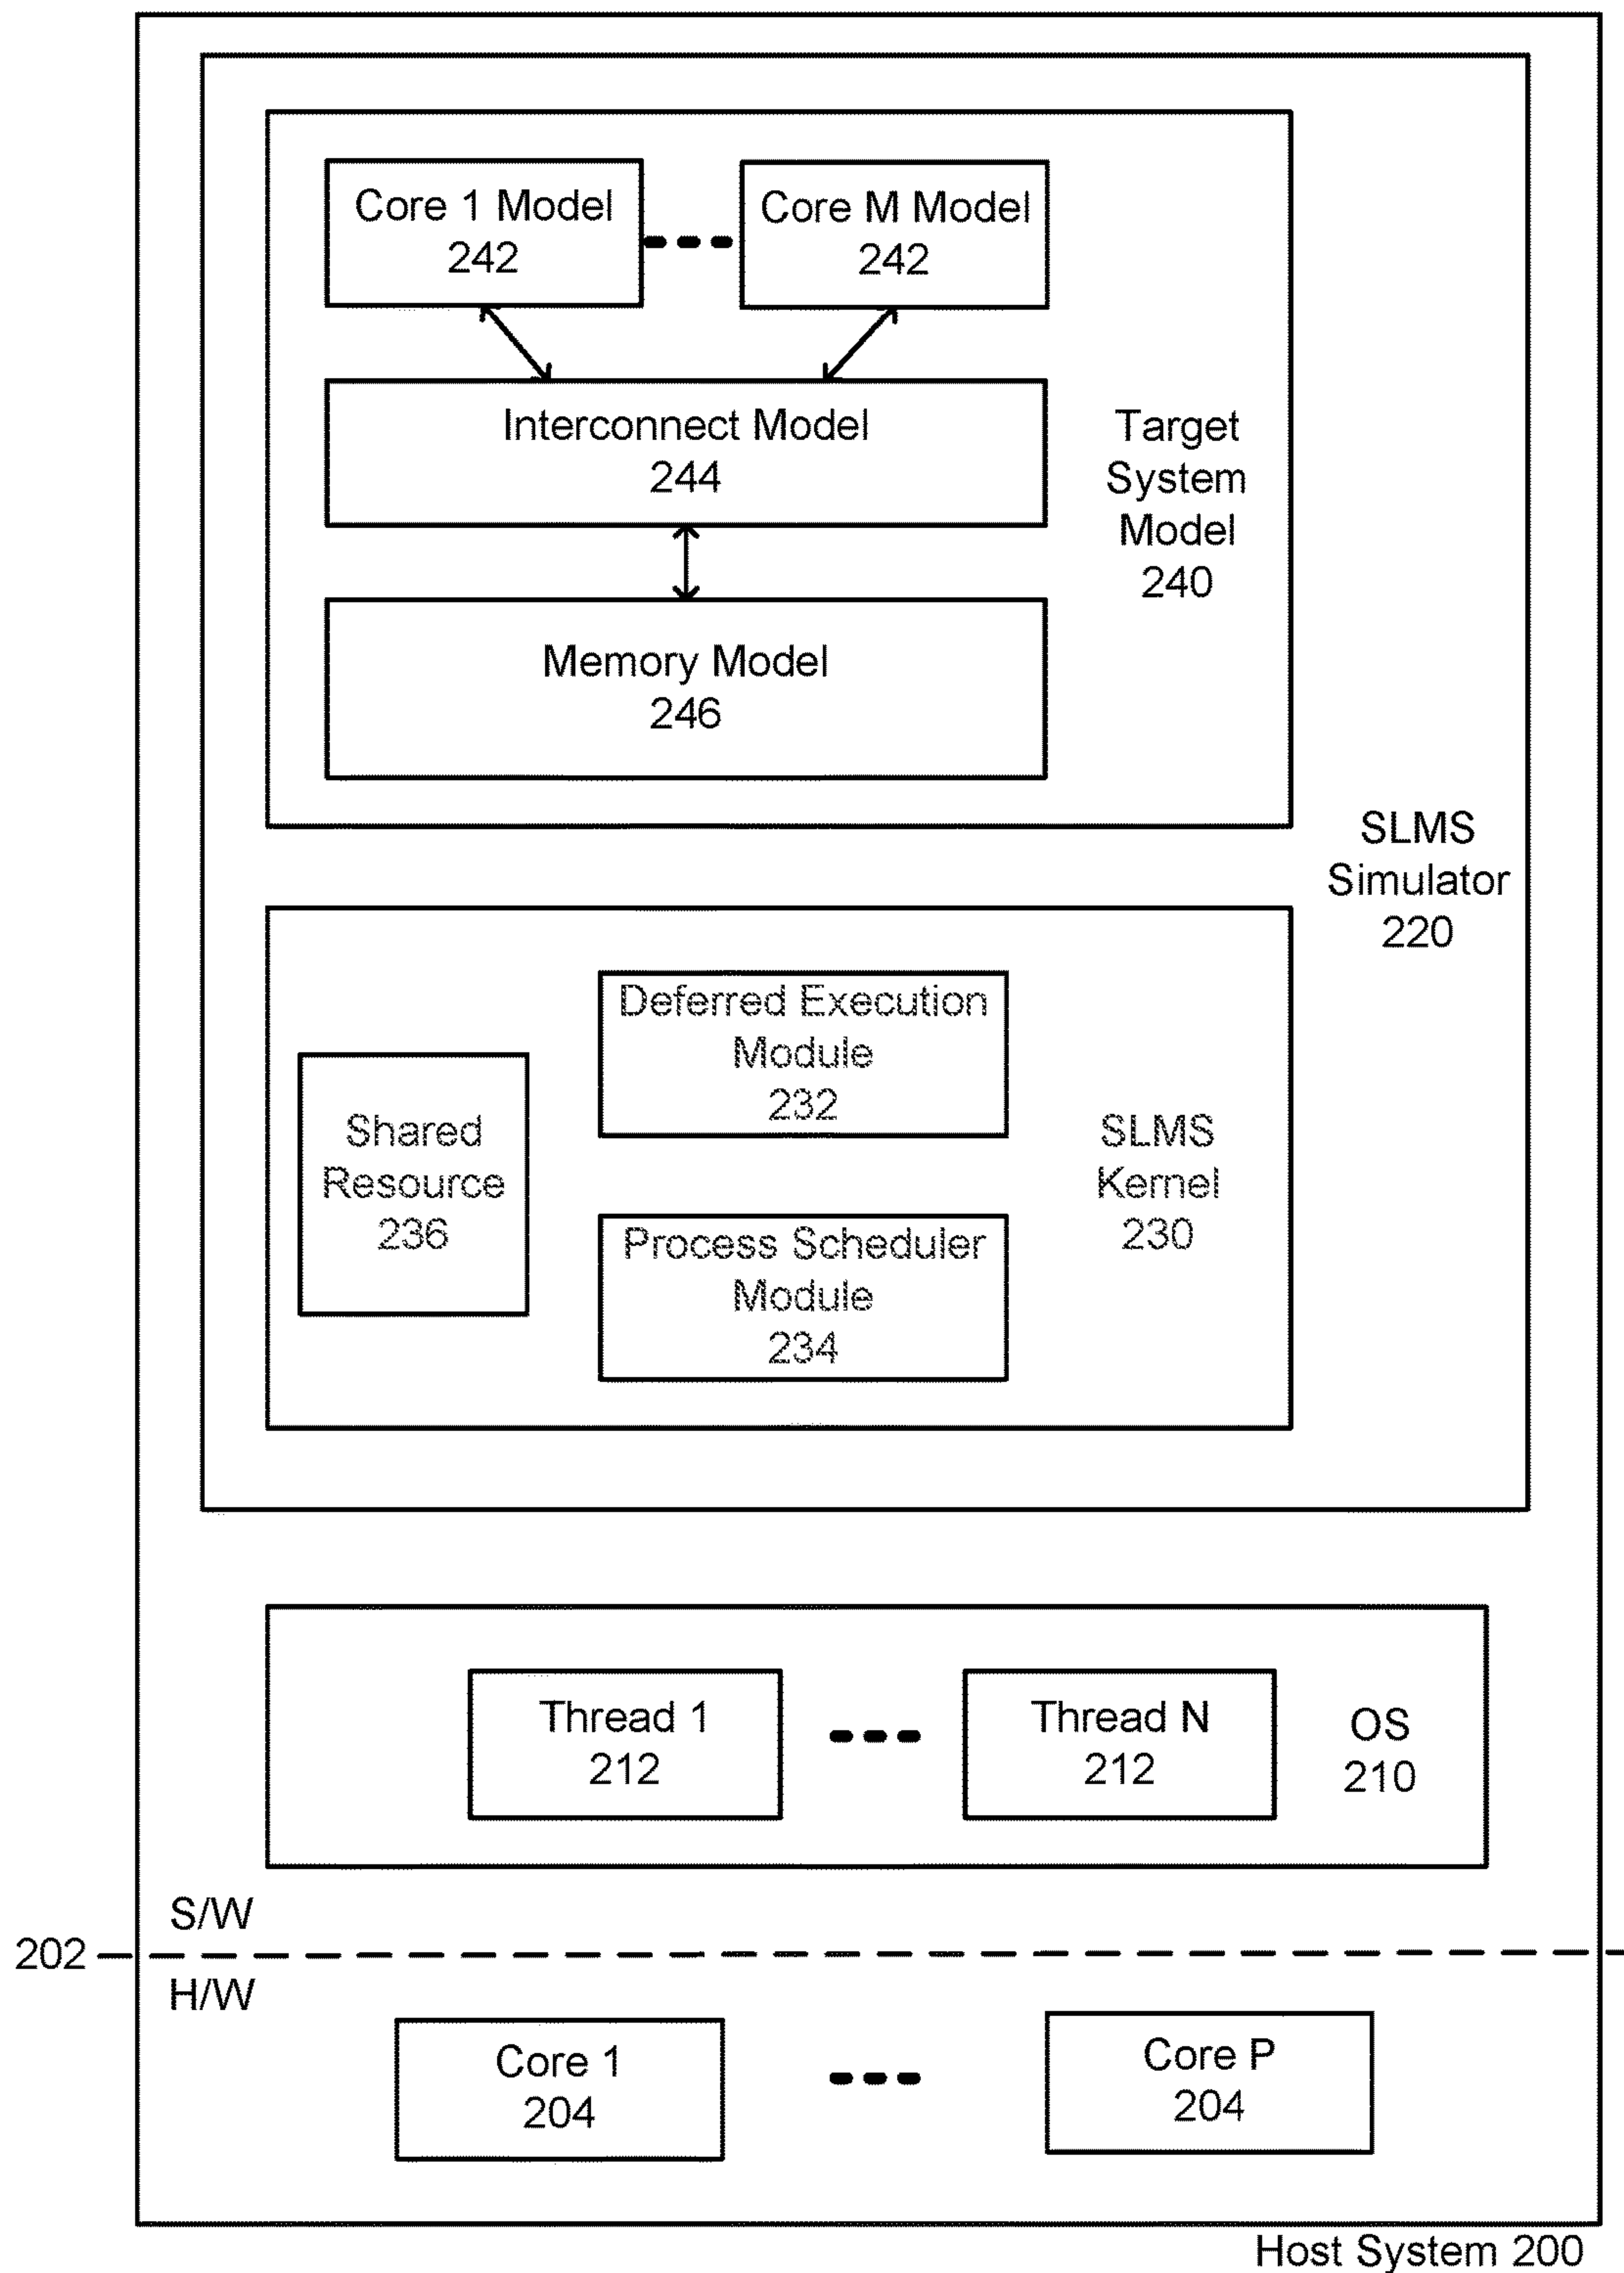 Core 1 Model
242
Core M Model
242
Interconnect Model
244
Target
System
Model
240
Memory Model
246
SLMS
Simulator
220
Deferred Execution
Module
232
Shared
Resource
236
SLMS
Kernel
230
Process Scheduler
Module
234
Thread 1
212
Thread N
212
OS
210
S/W
202
H/W
Core 1
204
Core P
204
Host System 200